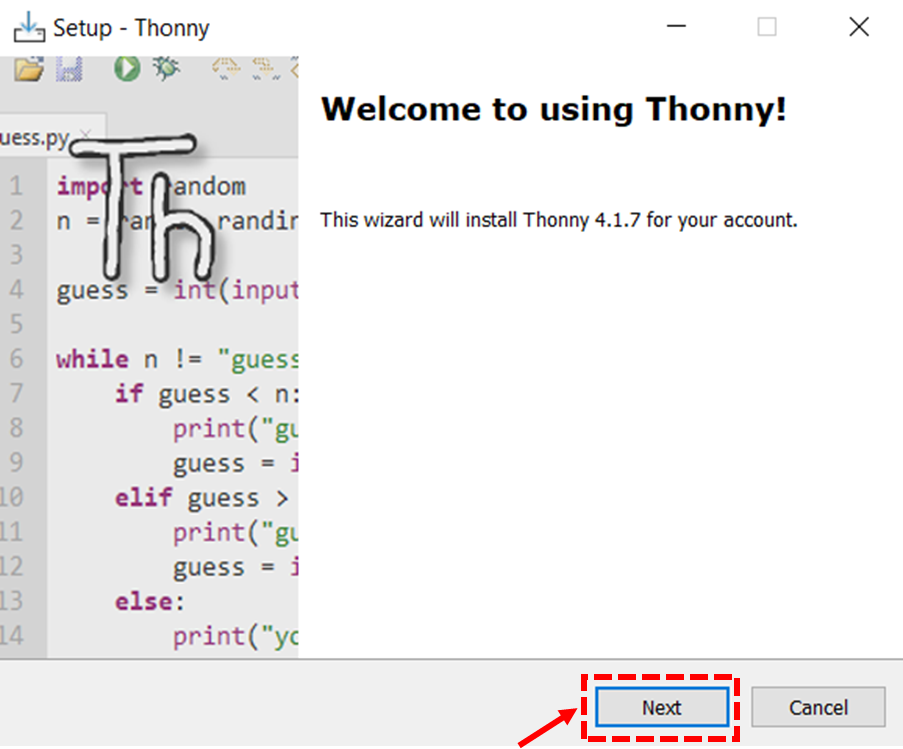 Setup - Thonny
Welcome to using Thonny!
This wizard will install Thonny 4.1.7 for your account.
uess.py
Th
1 import random
2 n = ran randin
3
4 guess = int(input
5
6 while n != "guess
7 if guess < n:
8 print("gu
9 guess = i
10 elif guess >
11 print("gu
12 guess = i
13 else:
14 print("yo
Next
Cancel